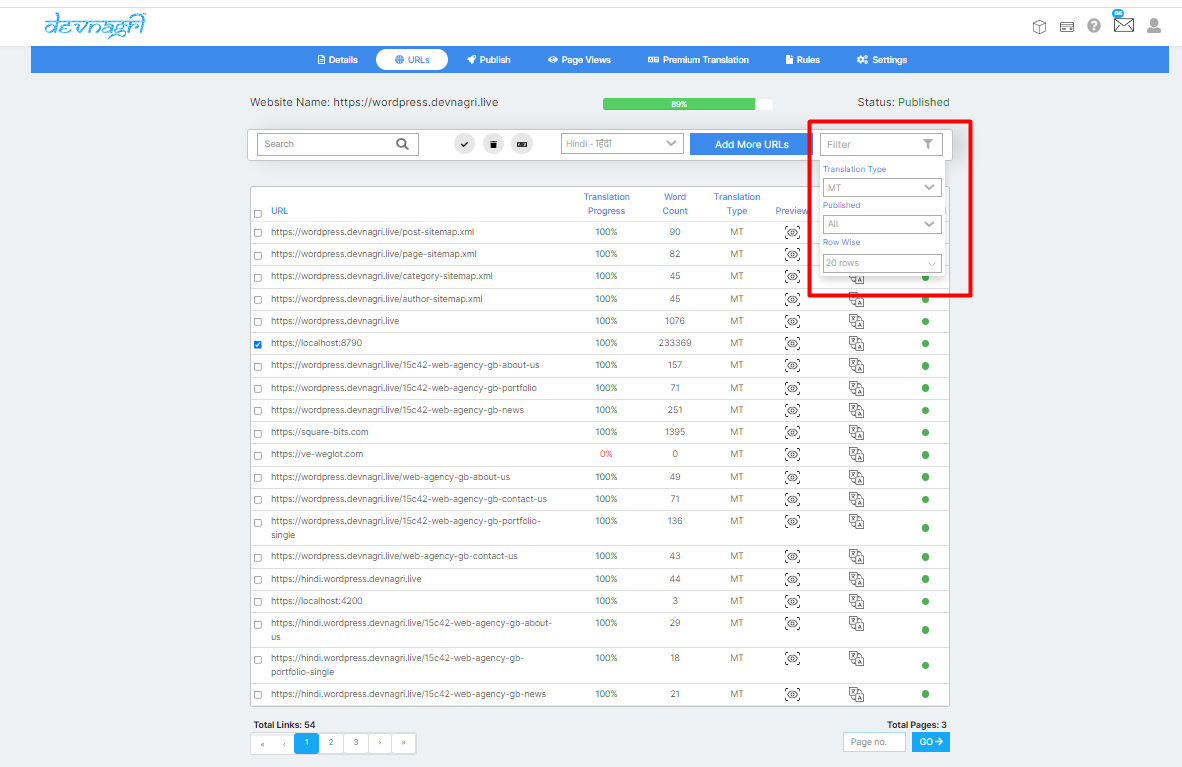 devnagri
Details
URLs
Publish
Page Views
Premium Translation
Rules
Settings
Website Name: https://wordpress.devnagri.live
89%
Status: Published
Search
Hindi - हिंदी
Add More URLs
Filter
Translation Type
MT
Published
All
Row Wise
20 rows
URL Translation Progress Word Count Translation Type Preview
https://wordpress.devnagri.live/post-sitemap.xml 100% 90 MT
https://wordpress.devnagri.live/page-sitemap.xml 100% 82 MT
https://wordpress.devnagri.live/category-sitemap.xml 100% 45 MT
https://wordpress.devnagri.live/author-sitemap.xml 100% 45 MT
https://wordpress.devnagri.live 100% 1076 MT
https://localhost:8790 100% 233369 MT
https://wordpress.devnagri.live/15c42-web-agency-gb-about-us 100% 157 MT
https://wordpress.devnagri.live/15c42-web-agency-gb-portfolio 100% 71 MT
https://wordpress.devnagri.live/15c42-web-agency-gb-news 100% 251 MT
https://square-bits.com 100% 1395 MT
https://ve-weglot.com 0% 0 MT
https://wordpress.devnagri.live/web-agency-gb-about-us 100% 49 MT
https://wordpress.devnagri.live/15c42-web-agency-gb-contact-us 100% 71 MT
https://wordpress.devnagri.live/15c42-web-agency-gb-portfolio- 100% 136 MT
single
https://wordpress.devnagri.live/web-agency-gb-contact-us 100% 43 MT
https://hindi.wordpress.devnagri.live 100% 44 MT
https://localhost:4200 100% 3 MT
https://hindi.wordpress.devnagri.live/15c42-web-agency-gb-about- 100% 29 MT
us
https://hindi.wordpress.devnagri.live/15c42-web-agency-gb- 100% 18 MT
portfolio-single
https://hindi.wordpress.devnagri.live/15c42-web-agency-gb-news 100% 21 MT
Total Links: 54
Total Pages: 3
« ‹ 1 2 3 › »
Page no.
GO